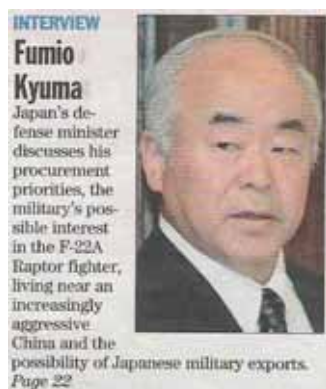 INTERVIEW
Fumio
Kyuma
Japan's de-
fense minister
discusses his
procurement
priorities, the
military's pos-
sible interest
in the F-22A
Raptor fighter,
living near an
increasingly
aggressive
China and the
possibility of Japanese military exports.
Page 22